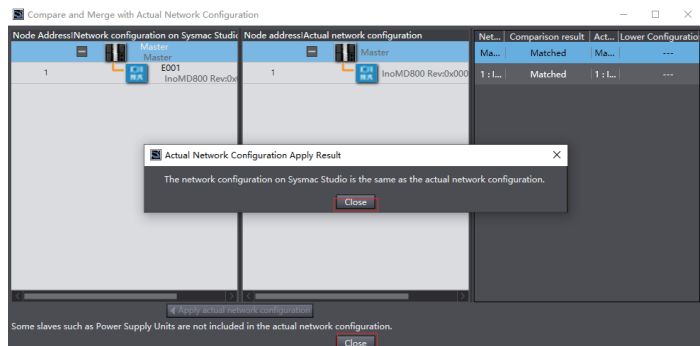 Compare and Merge with Actual Network Configuration
Node Address|Network configuration on Sysmac Studio
Node address|Actual network configuration
Net... Comparison result Act... Lower Configuratio
Master
Master
Master
Ma... Matched Ma... ---
1 E001
InoMD800 Rev:0x
1 InoMD800 Rev:0x000
1 : I... Matched 1 : I... ---
Actual Network Configuration Apply Result
The network configuration on Sysmac Studio is the same as the actual network configuration.
Close
Apply actual network configuration
Some slaves such as Power Supply Units are not included in the actual network configuration.
Close